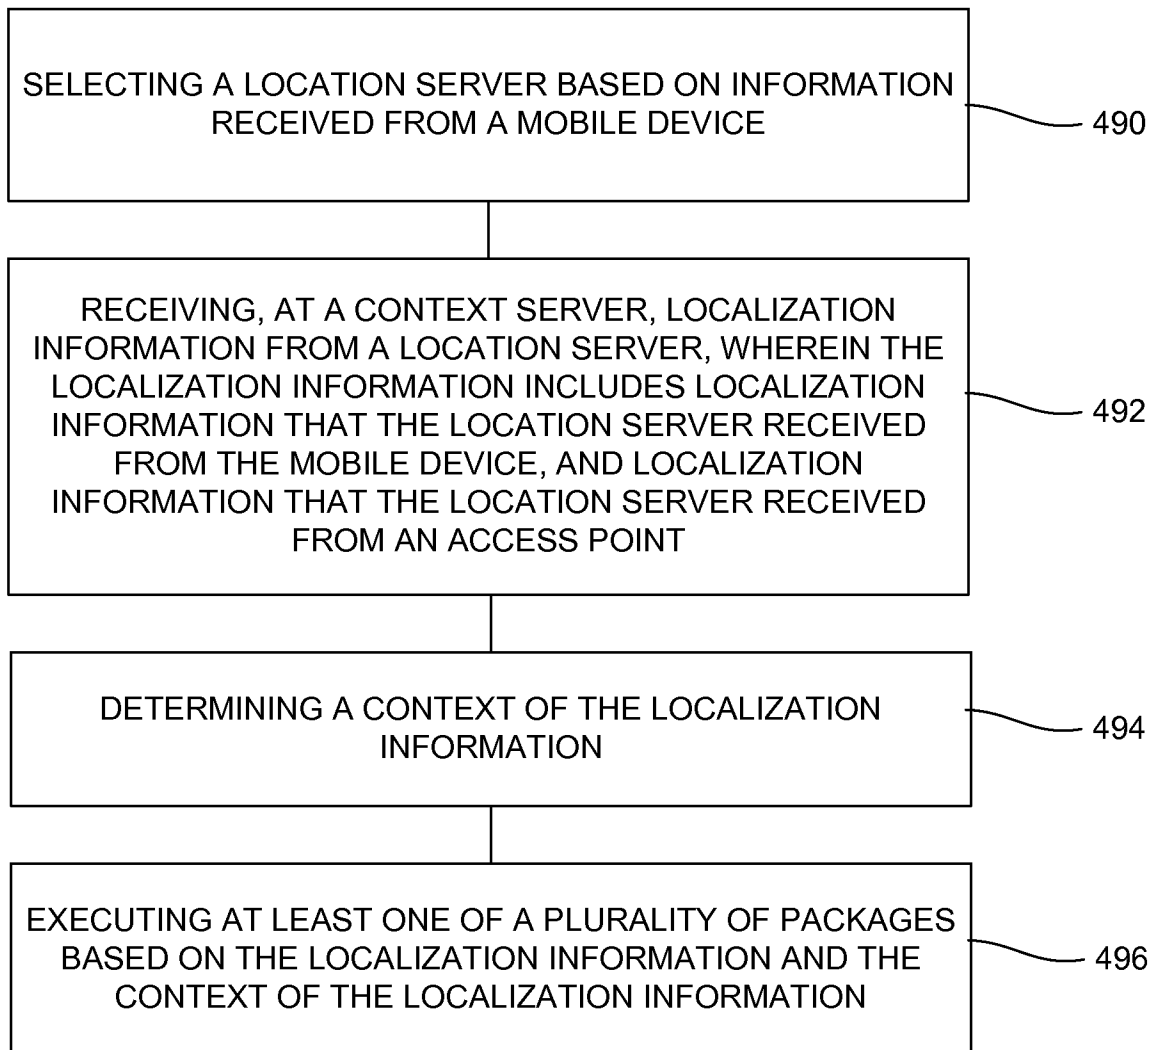 SELECTING A LOCATION SERVER BASED ON INFORMATION
RECEIVED FROM A MOBILE DEVICE
490
RECEIVING, AT A CONTEXT SERVER, LOCALIZATION
INFORMATION FROM A LOCATION SERVER, WHEREIN THE
LOCALIZATION INFORMATION INCLUDES LOCALIZATION
INFORMATION THAT THE LOCATION SERVER RECEIVED
FROM THE MOBILE DEVICE, AND LOCALIZATION
INFORMATION THAT THE LOCATION SERVER RECEIVED
FROM AN ACCESS POINT
492
DETERMINING A CONTEXT OF THE LOCALIZATION
INFORMATION
494
EXECUTING AT LEAST ONE OF A PLURALITY OF PACKAGES
BASED ON THE LOCALIZATION INFORMATION AND THE
CONTEXT OF THE LOCALIZATION INFORMATION
496